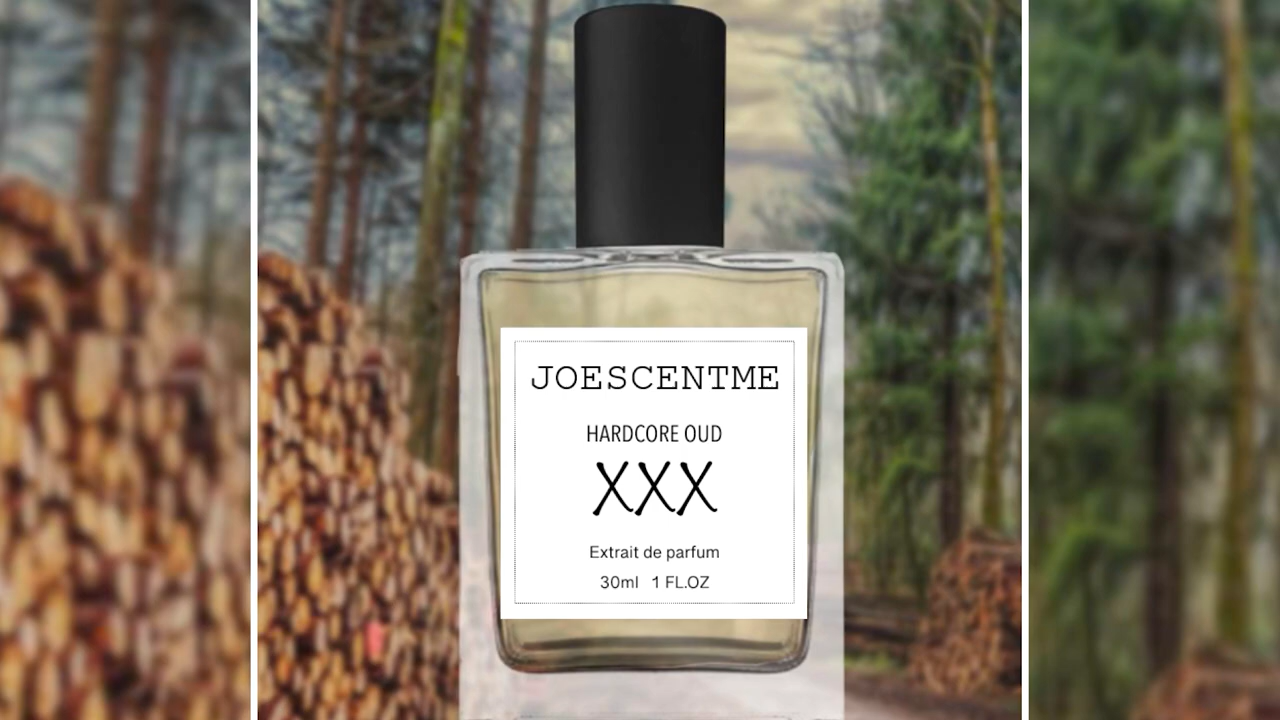 JOESCENTME
HARDCORE OUD
XXX
Extrait de parfum
30ml 1 FL.OZ